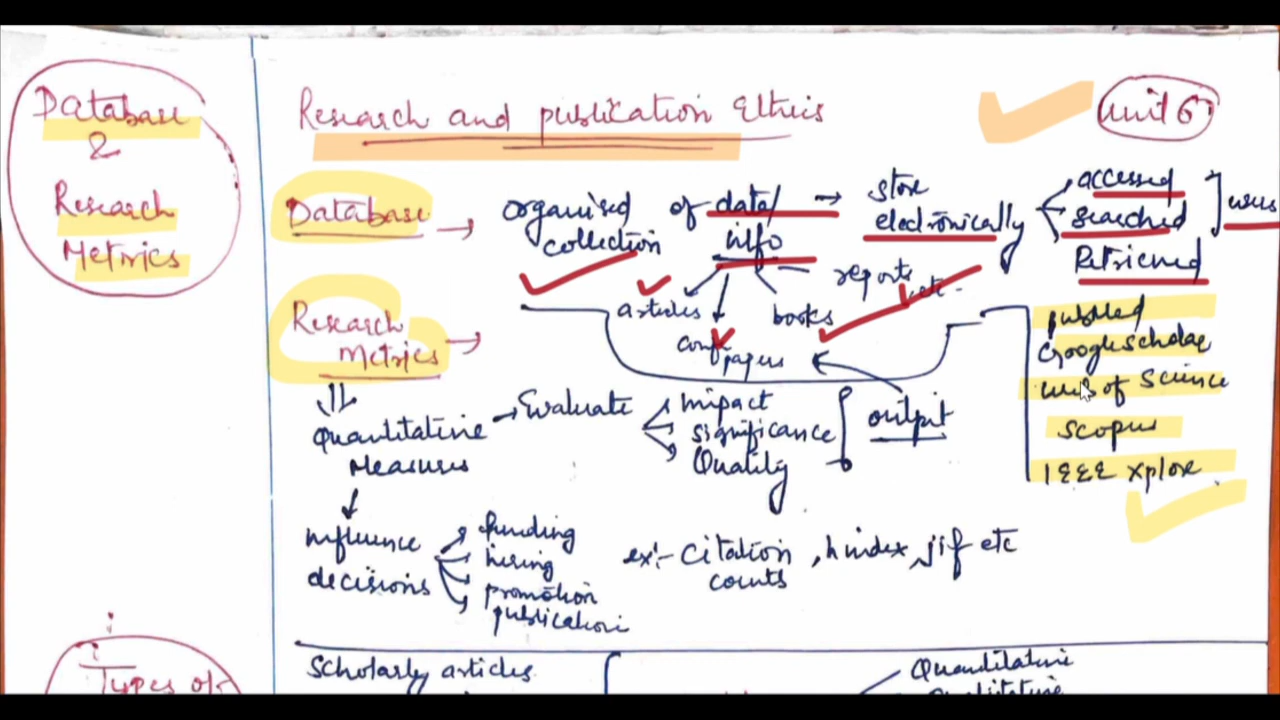 Database
&
Research
Metrics
Research and publication Ethics
unit 6
Database → organised collection of data/info → store electronically
accessed
searched
Retrieved
users
articles
conf papers
books
reports etc.
Research Metrics →
Google Scholar
web of Science
scopus
IEEE xplore
Quantitative Measures
→ Evaluate
impact
significance
Quality
output
influence decisions
funding
hiring
promotion
publication
ex:- Citation counts, h index, jif etc
Types of
Scholarly articles
Quantitative